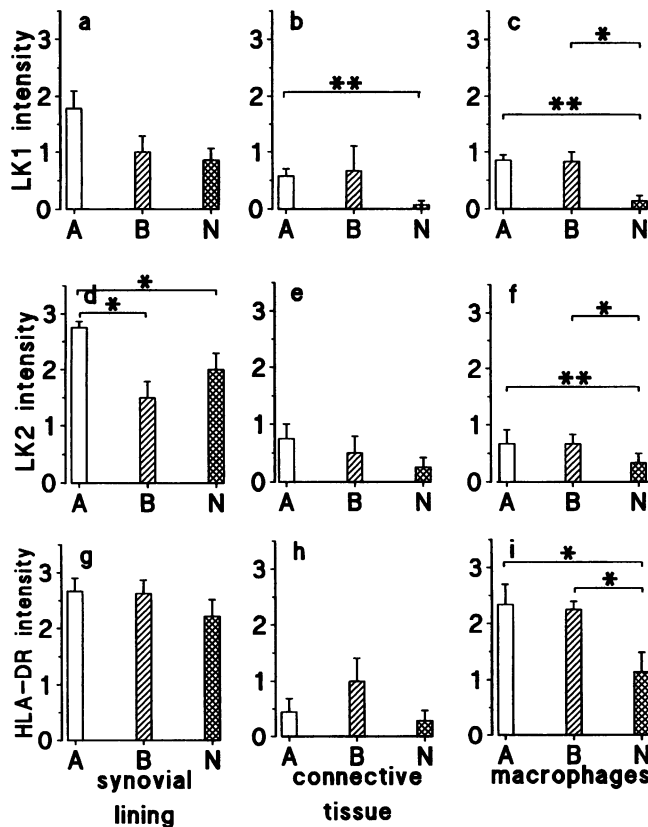 a b c
LK1 intensity
3 2 1 0
3 2 1 0
3 2 1 0
**
*
**
A B N A B N A B N
d e f
LK2 intensity
3 2 1 0
3 2 1 0
3 2 1 0
*
*
*
**
A B N A B N A B N
g h i
HLA-DR intensity
3 2 1 0
3 2 1 0
3 2 1 0
*
*
A B N A B N A B N
synovial lining
connective tissue
macrophages